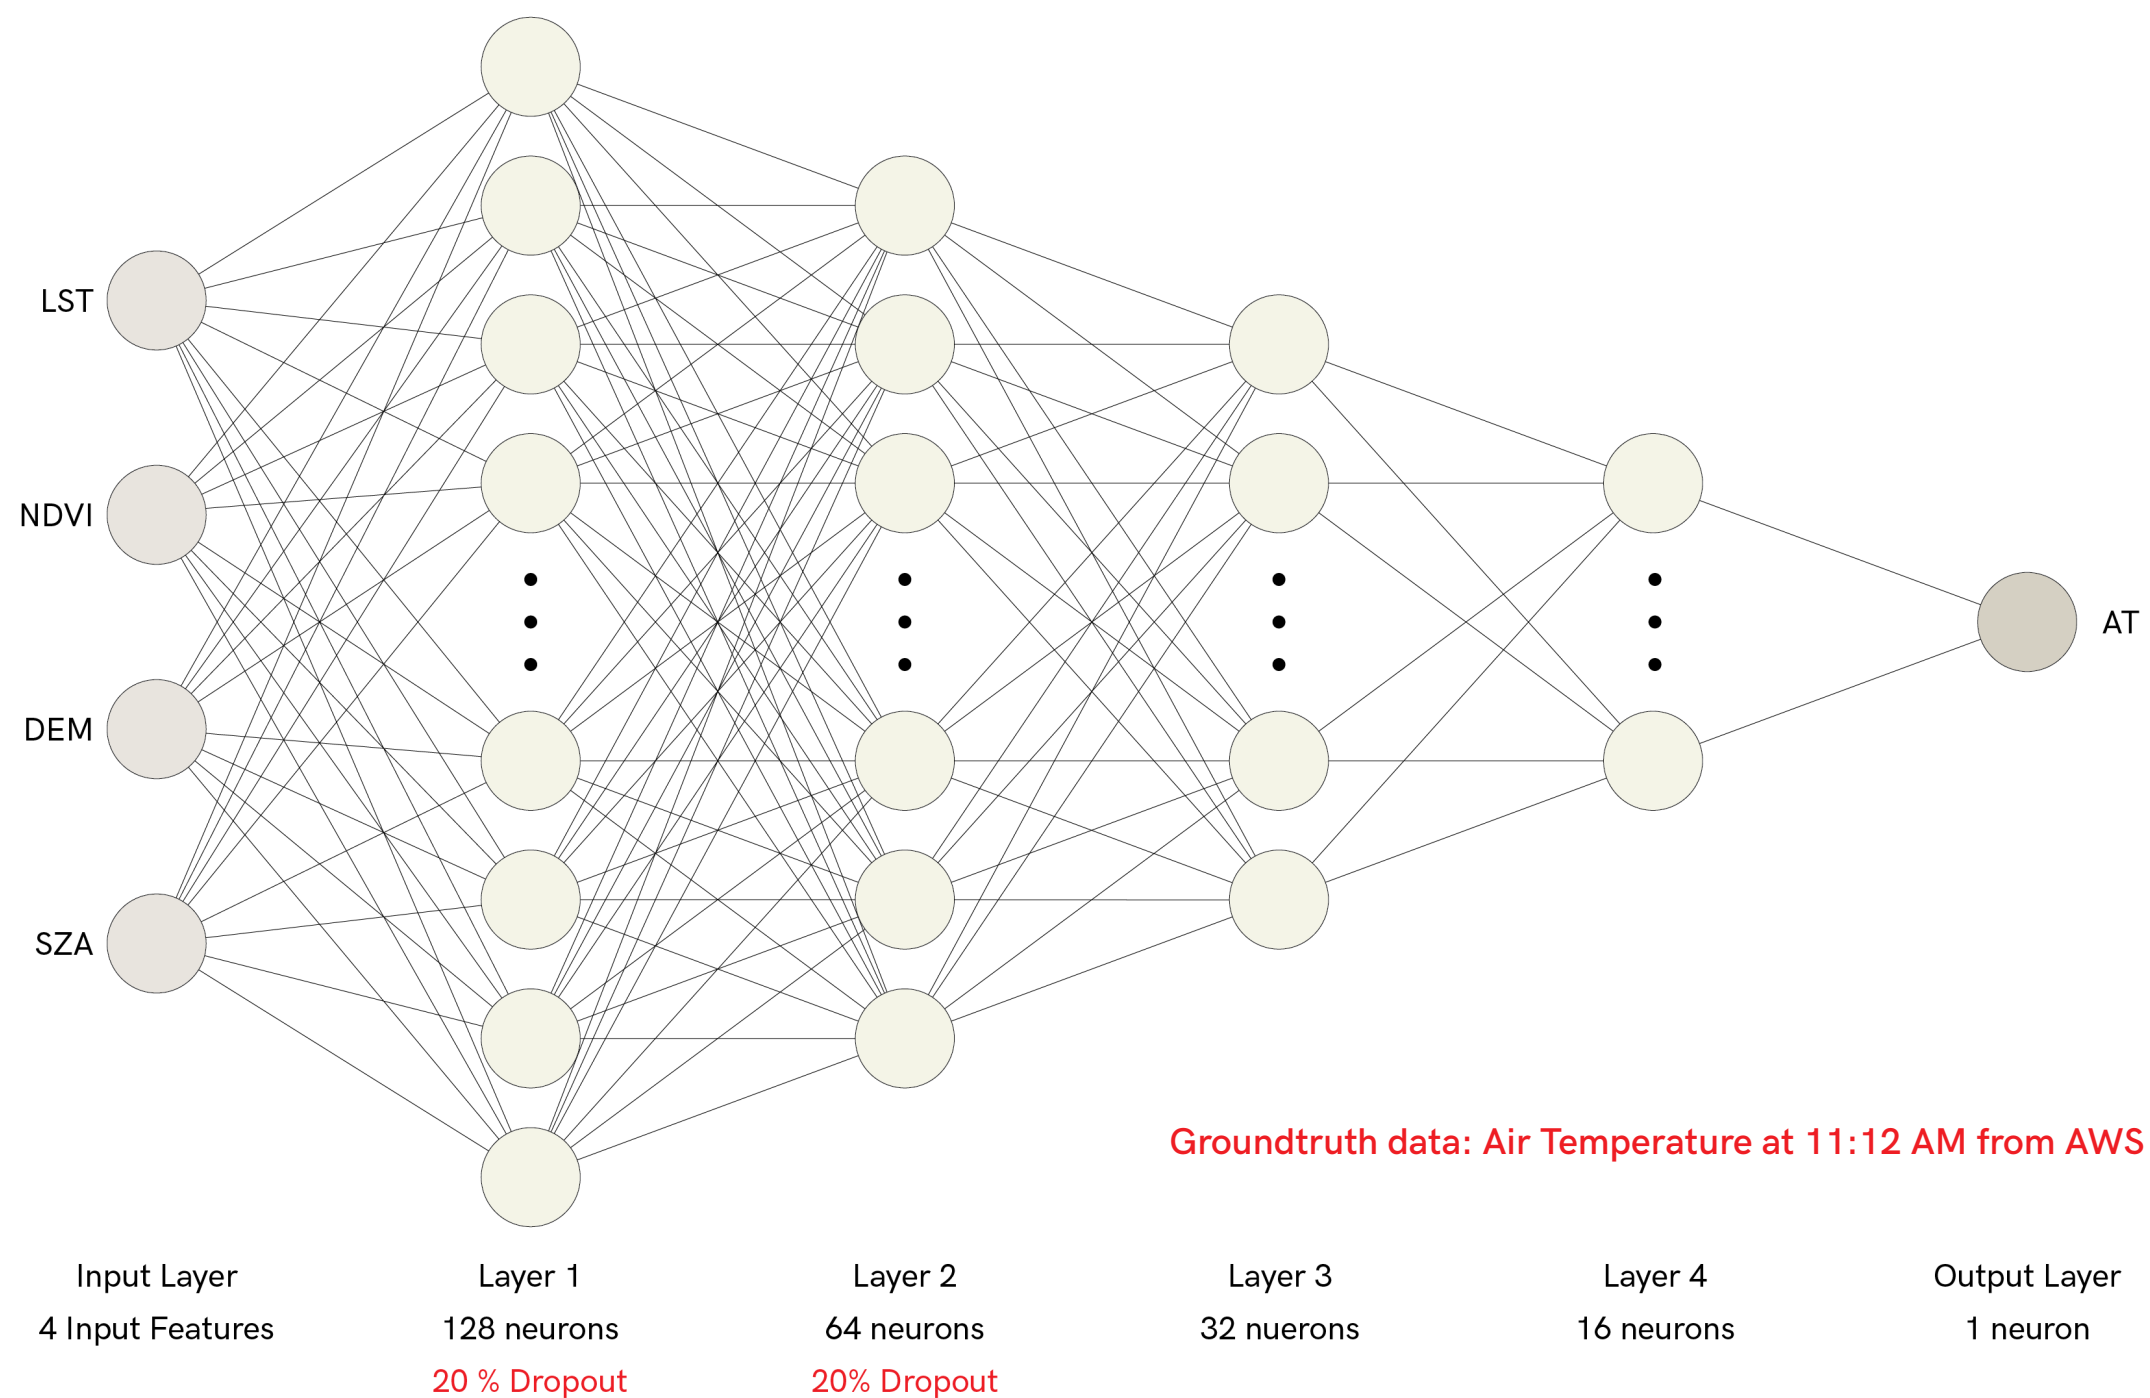 LST
NDVI
DEM
SZA
AT
Groundtruth data: Air Temperature at 11:12 AM from AWS
Input Layer
4 Input Features
Layer 1
128 neurons
20 % Dropout
Layer 2
64 neurons
20% Dropout
Layer 3
32 nuerons
Layer 4
16 neurons
Output Layer
1 neuron